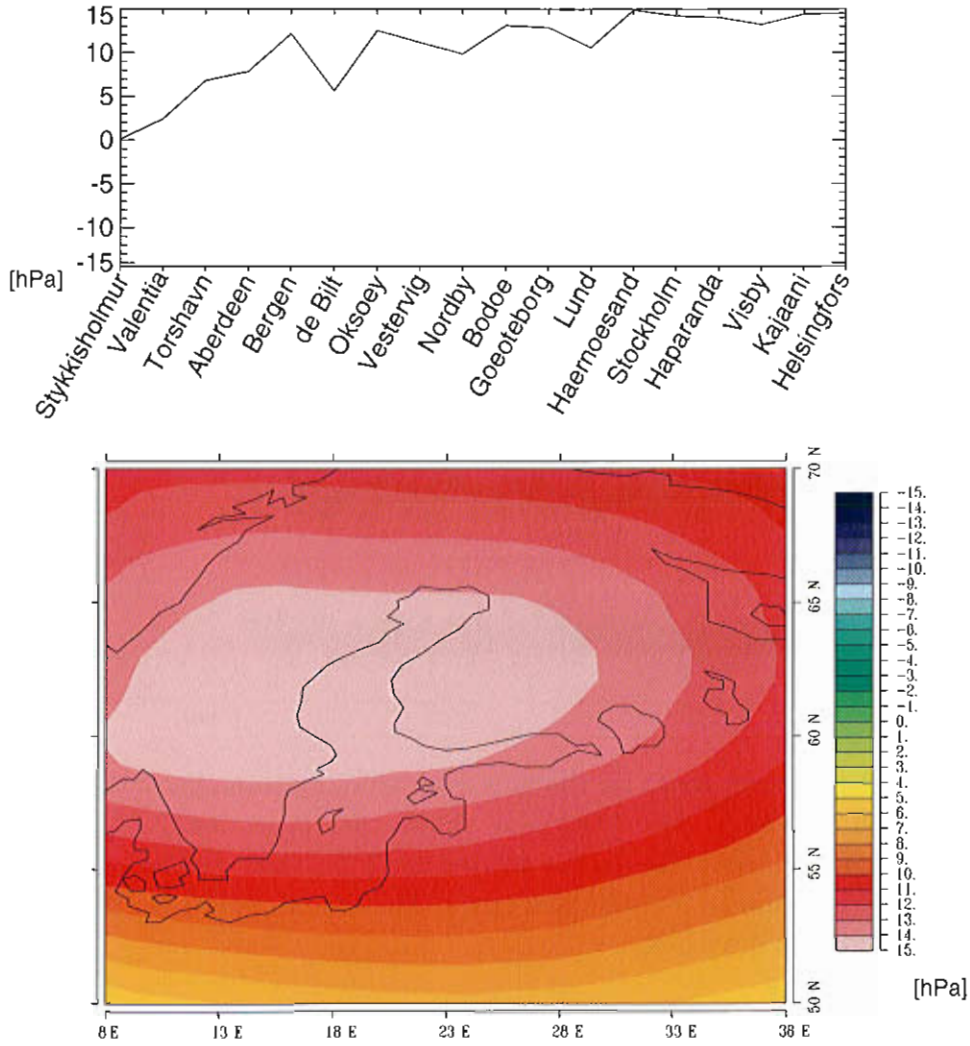 15
10
5
0
-5
-10
-15
[hPa]
Stykkisholmur
Valentia
Torshavn
Aberdeen
Bergen
de Bilt
Oksoey
Vestervig
Nordby
Bodoe
Goeoteborg
Lund
Haernoesand
Stockholm
Haparanda
Visby
Kajaani
Helsingfors
70 N
65 N
60 N
55 N
50 N
8 E
13 E
18 E
23 E
28 E
33 E
38 E
-15.
-14.
-13.
-12.
-11.
-10.
-9.
-8.
-7.
-6.
-5.
-4.
-3.
-2.
-1.
0.
1.
2.
3.
4.
5.
6.
7.
8.
9.
10.
11.
12.
13.
14.
15.
[hPa]